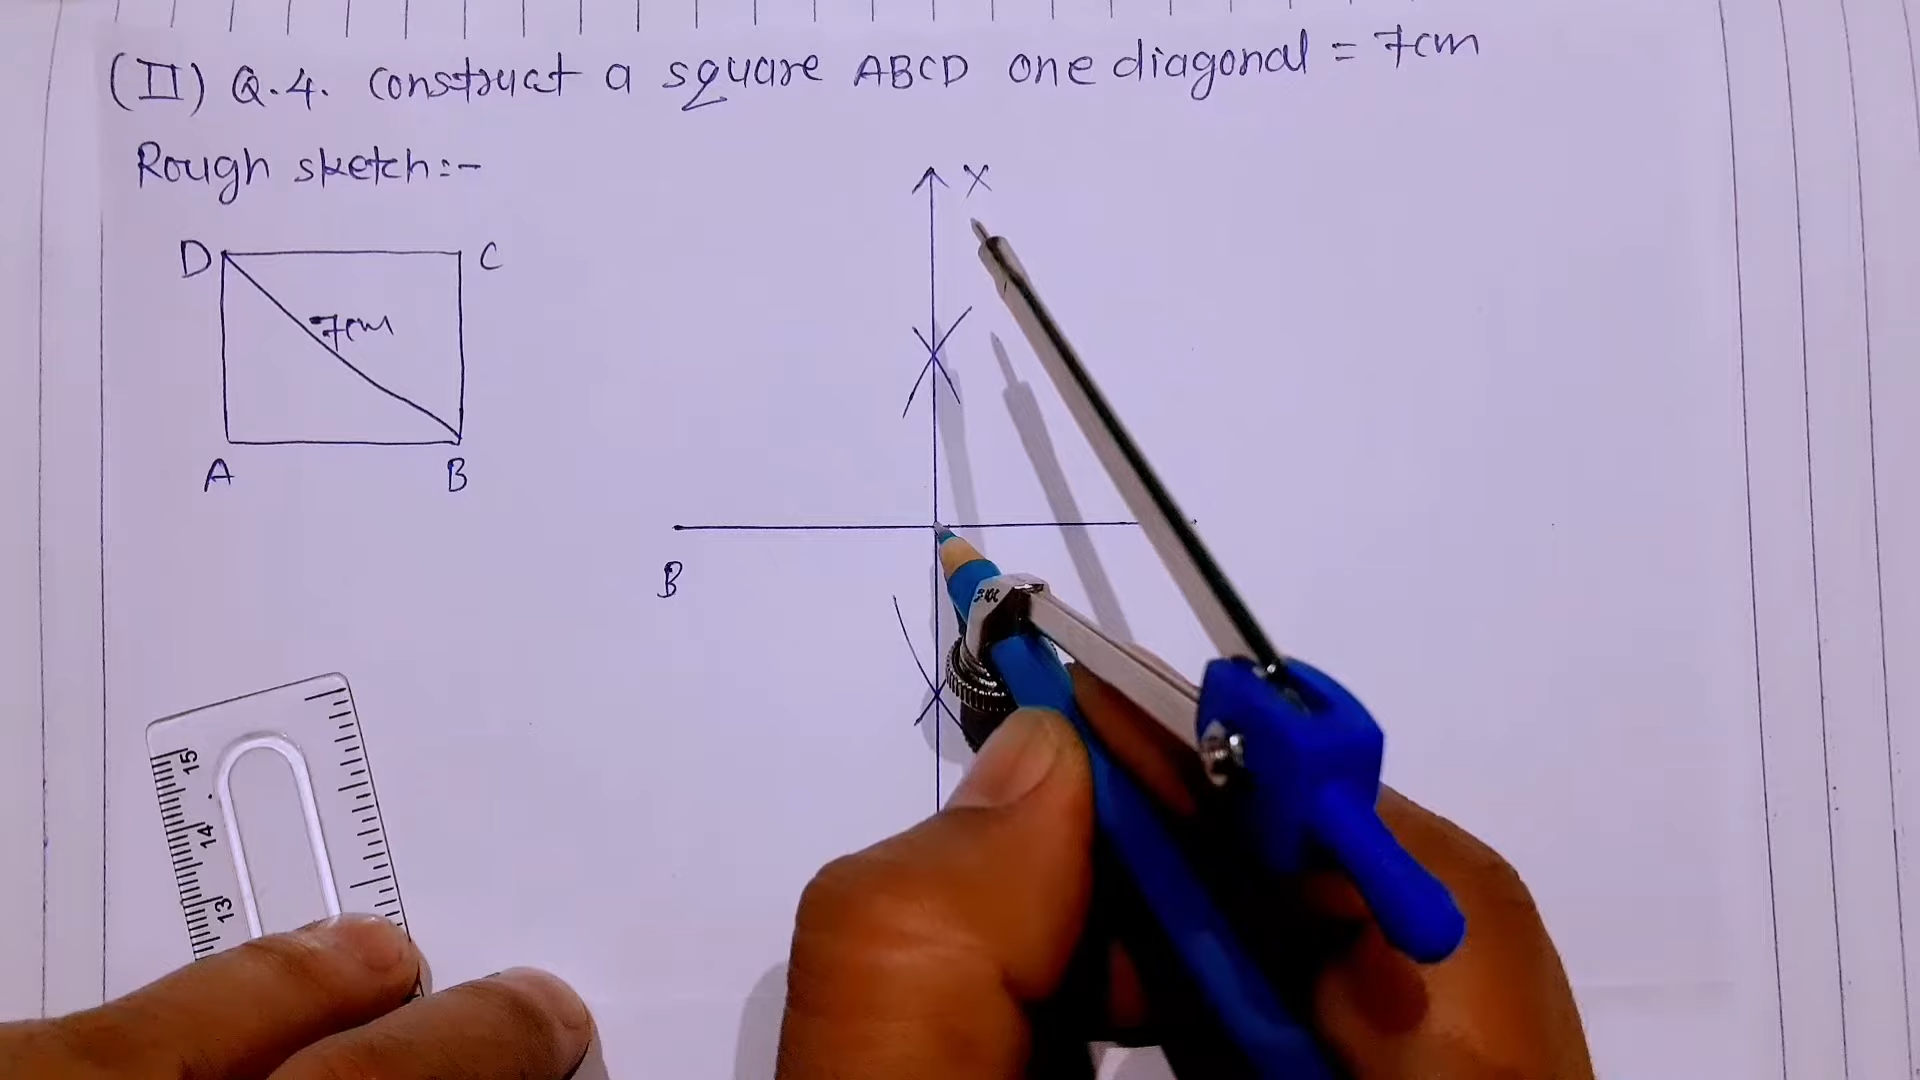 (II) Q.4. Construct a square ABCD one diagonal = 7cm
Rough sketch:-
X
D
C
7cm
A
B
B
15
14
13